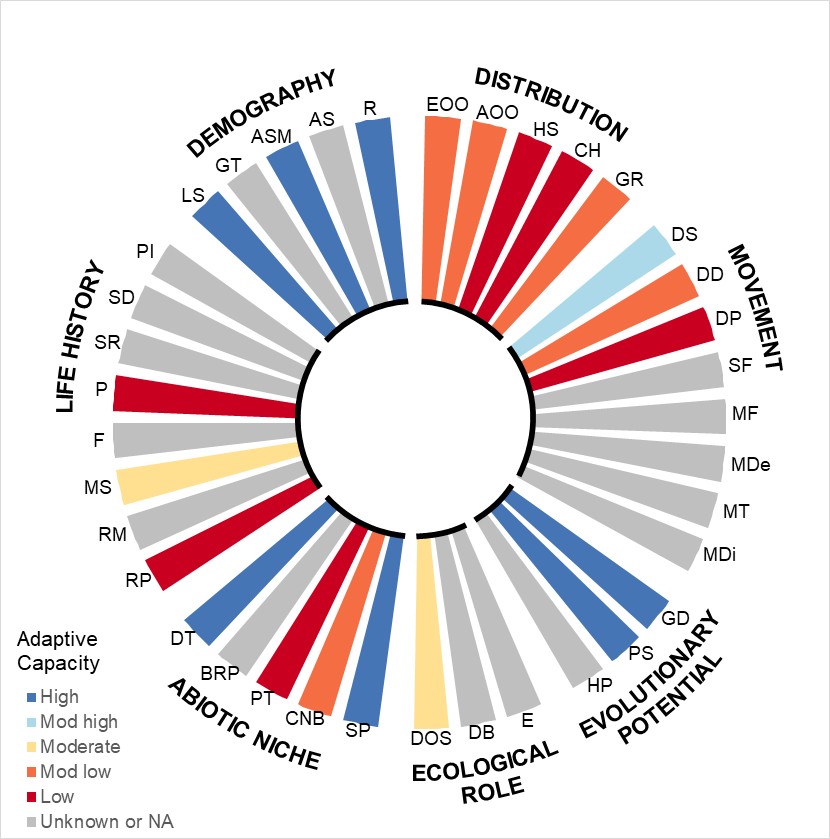 DISTRIBUTION
EOO
AOO
HS
CH
GR
MOVEMENT
DS
DD
DP
SF
MF
MDe
MT
MDi
EVOLUTIONARY
POTENTIAL
GD
PS
HP
ECOLOGICAL
ROLE
E
DB
DOS
ABIOTIC NICHE
SP
CNB
PT
BRP
DT
LIFE HISTORY
RP
RM
MS
F
P
SR
SD
PI
DEMOGRAPHY
LS
GT
ASM
AS
R
Adaptive
Capacity
High
Mod high
Moderate
Mod low
Low
Unknown or NA